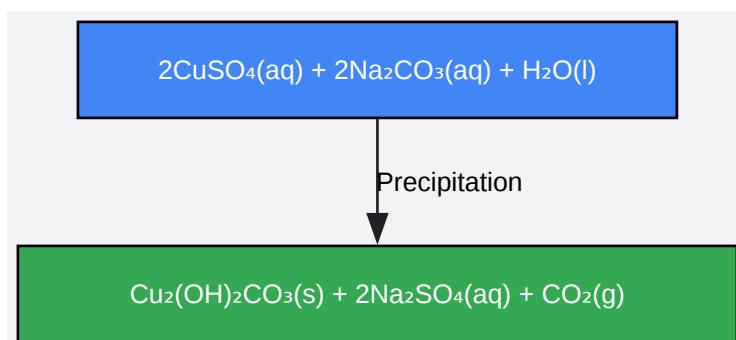 2CuSO₄(aq) + 2Na₂CO₃(aq) + H₂O(l)
Precipitation
Cu₂(OH)₂CO₃(s) + 2Na₂SO₄(aq) + CO₂(g)